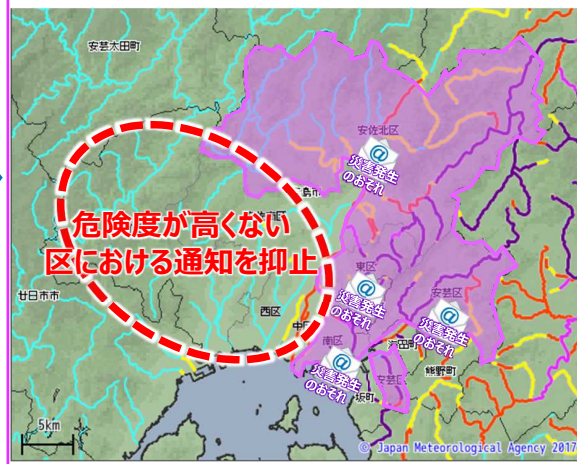 安芸太田町
安佐北区
災害発生
のおそれ
危険度が高くない
区における通知を抑止
東区
災害発生
のおそれ
安芸区
災害発生
のおそれ
廿日市市
西区
南区
災害発生
のおそれ
熊野町
坂町
5km
© Japan Meteorological Agency 2017